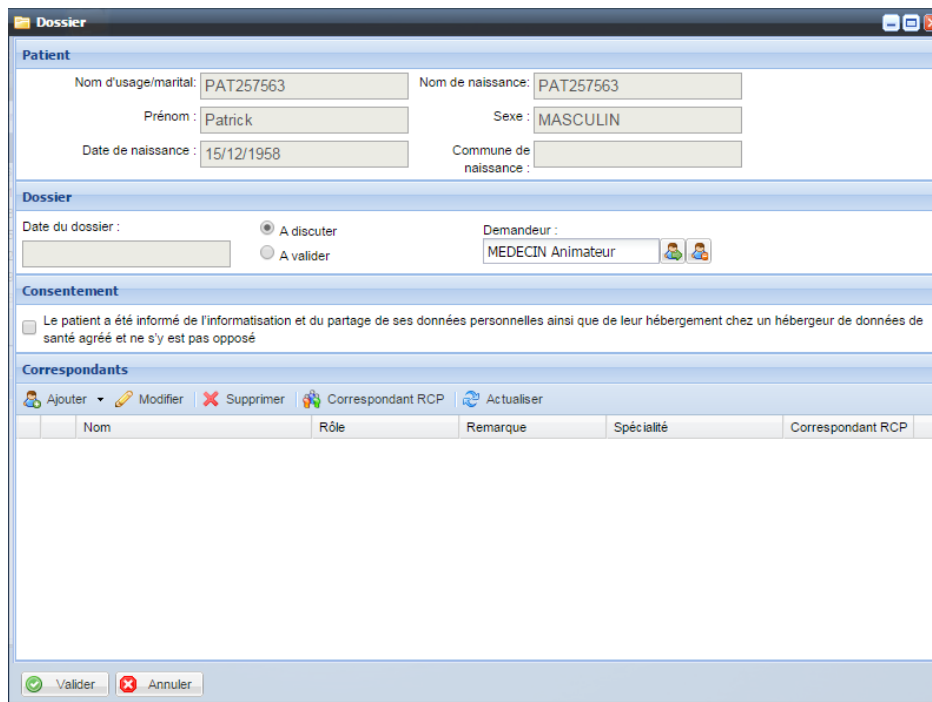 Dossier
Patient
Nom d'usage/marital: PAT257563 Nom de naissance: PAT257563
Prénom : Patrick Sexe : MASCULIN
Date de naissance : 15/12/1958 Commune de
naissance :
Dossier
Date du dossier : A discuter Demandeur :
A valider MEDECIN Animateur
Consentement
Le patient a été informé de l'informatisation et du partage de ses données personnelles ainsi que de leur hébergement chez un hébergeur de données de
santé agréé et ne s'y est pas opposé
Correspondants
Ajouter Modifier Supprimer Correspondant RCP Actualiser
Nom Rôle Remarque Spécialité Correspondant RCP
Valider Annuler